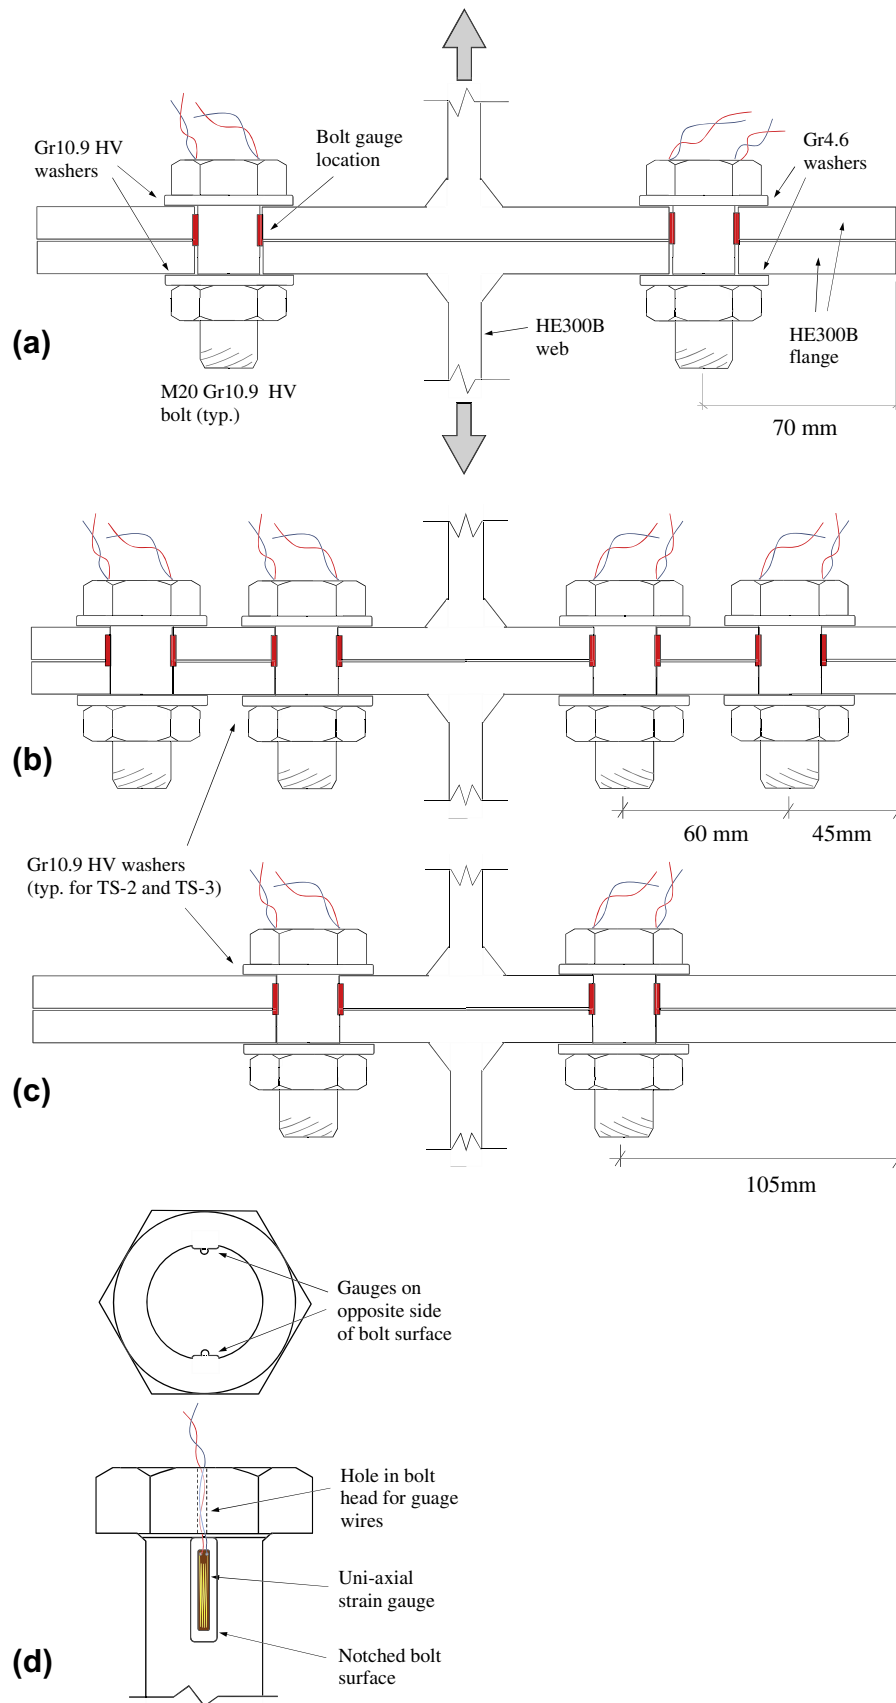 Gr10.9 HV
washers
Bolt gauge
location
Gr4.6
washers
HE300B
web
HE300B
flange
(a)
M20 Gr10.9 HV
bolt (typ.)
70 mm
(b)
60 mm
45mm
Gr10.9 HV washers
(typ. for TS-2 and TS-3)
(c)
105mm
Gauges on
opposite side
of bolt surface
Hole in bolt
head for guage
wires
Uni-axial
strain gauge
Notched bolt
surface
(d)